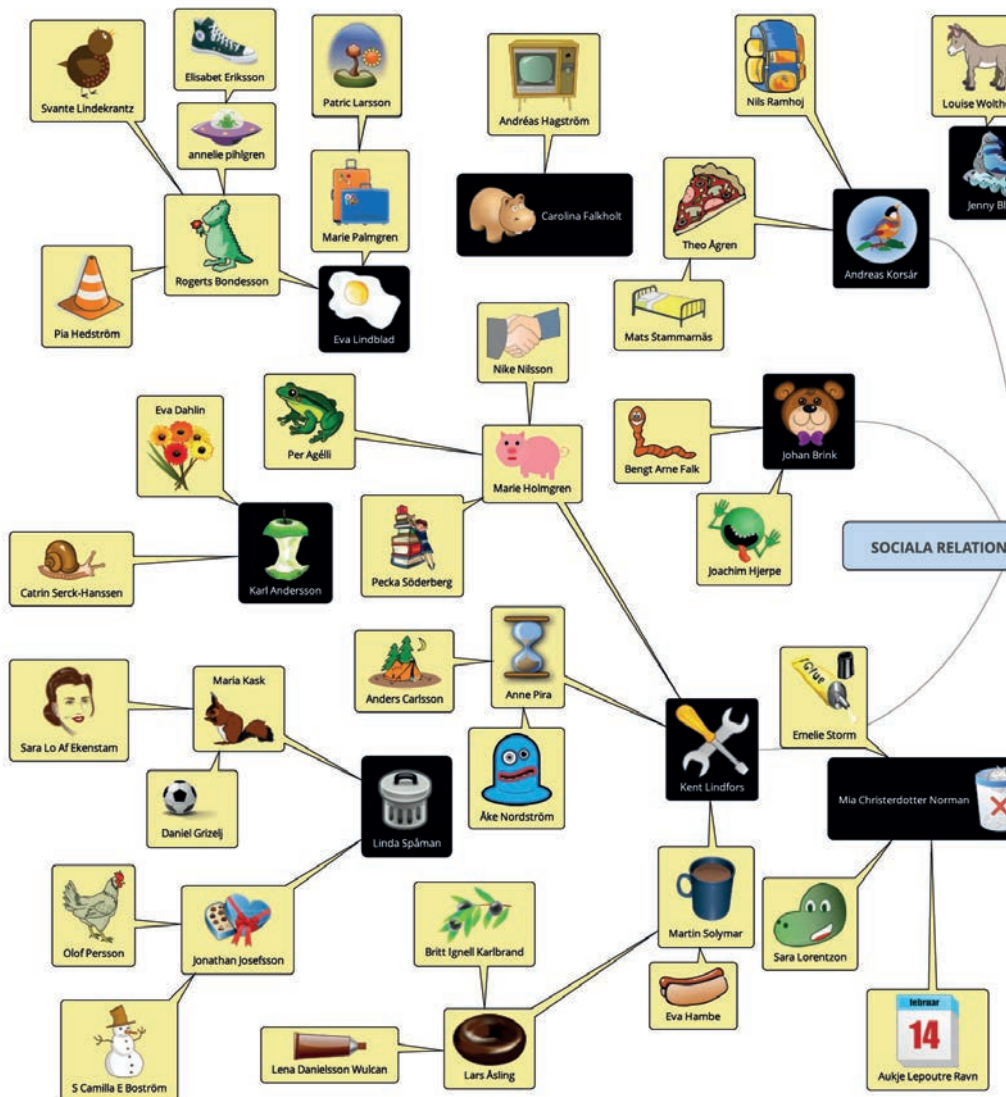 Svante Lindekrantz
Elisabet Eriksson
annelie pihlgren
Patric Larsson
Marie Palmgren
Rogerts Bondesson
Pia Hedström
Eva Lindblad
Andréas Hagström
Carolina Falkholt
Nils Ramhoj
Theo Ågren
Mats Stammarnäs
Andreas Korsár
Louise
Jenny
Nike Nilsson
Per Agélli
Marie Holmgren
Pecka Söderberg
Eva Dahlin
Catrin Serck-Hanssen
Karl Andersson
Bengt Arne Falk
Johan Brink
Joachim Hjerpe
SOCIALA RELATION
Anders Carlsson
Anne Pira
Åke Nordström
Kent Lindfors
Glue
Emelie Storm
Mia Christerdotter Norman
Sara Lo Af Ekenstam
Maria Kask
Daniel Grizelj
Linda Spåman
Olof Persson
Jonathan Josefsson
S Camilla E Boström
Britt Ignell Karlbrand
Lena Danielsson Wulcan
Lars Åsling
Martin Solymar
Eva Hambe
Sara Lorentzon
februar
14
Aukje Lepoutre Ravn